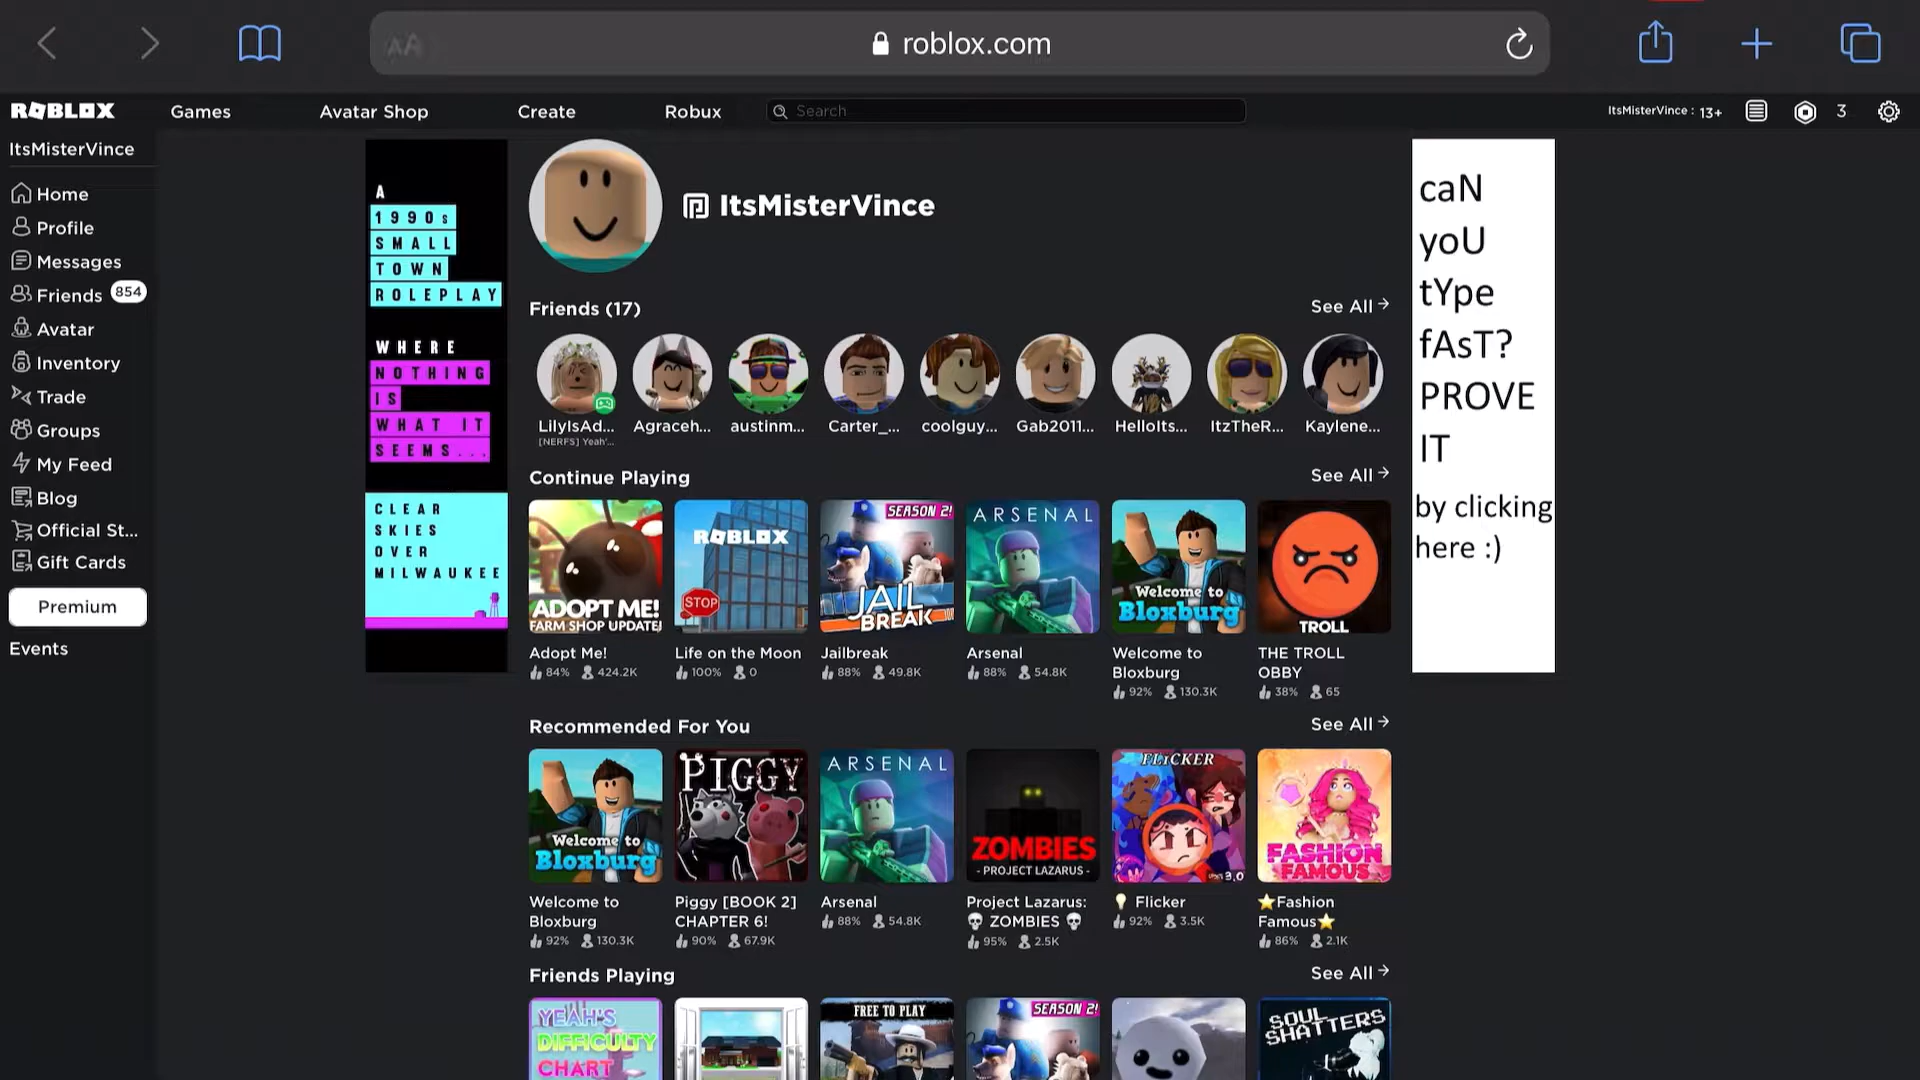 AA
roblox.com
ROBLOX
Games
Avatar Shop
Create
Robux
Search
ItsMisterVince : 13+
3
ItsMisterVince
Home
Profile
Messages
Friends 854
Avatar
Inventory
Trade
Groups
My Feed
Blog
Official St...
Gift Cards
Premium
Events
A
1990s
SMALL
TOWN
ROLEPLAY
WHERE
NOTHING
IS
WHAT IT
SEEMS...
CLEAR
SKIES
OVER
MILWAUKEE
ItsMisterVince
Friends (17)
See All
LilyIsAd...
[NERFS] Yeah'...
Agraceh...
austinm...
Carter_...
coolguy...
Gab2011...
HelloIts...
ItzTheR...
Kaylene...
Continue Playing
See All
ADOPT ME!
FARM SHOP UPDATE!
ROBLOX
STOP
SEASON 2!
JAIL
BREAK
ARSENAL
Welcome to
Bloxburg
TROLL
Adopt Me!
84% 424.2K
Life on the Moon
100% 0
Jailbreak
88% 49.8K
Arsenal
88% 54.8K
Welcome to
Bloxburg
92% 130.3K
THE TROLL
OBBY
38% 65
Recommended For You
See All
Welcome to
Bloxburg
PIGGY
ARSENAL
ZOMBIES
- PROJECT LAZARUS -
FLiCKER
3.0
FASHION
FAMOUS
Welcome to
Bloxburg
92% 130.3K
Piggy [BOOK 2]
CHAPTER 6!
90% 67.9K
Arsenal
88% 54.8K
Project Lazarus:
💀 ZOMBIES 💀
95% 2.5K
💡 Flicker
92% 3.5K
⭐Fashion
Famous⭐
86% 2.1K
Friends Playing
See All
YEAH'S
DIFFICULTY
CHART
FREE TO PLAY
SEASON 2!
SOUL
SHATTERS
caN
yoU
tYpe
fAsT?
PROVE
IT
by clicking
here :)